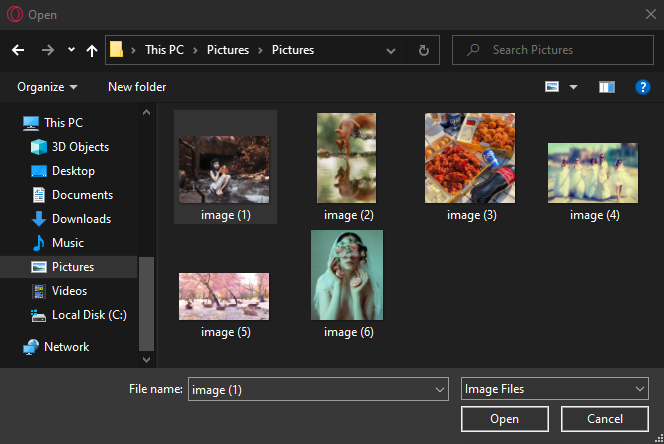 Open
This PC
Pictures
Pictures
Search Pictures
Organize
New folder
This PC
3D Objects
Desktop
Documents
Downloads
Music
Pictures
Videos
Local Disk (C:)
Network
image (1)
image (2)
image (3)
image (4)
image (5)
image (6)
File name:
image (1)
Image Files
Open
Cancel